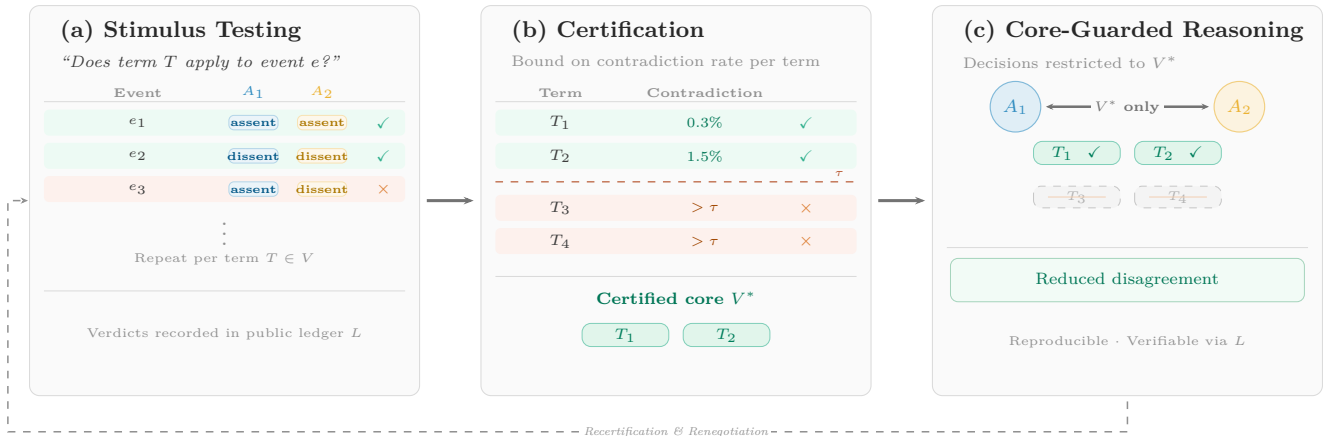 (a) Stimulus Testing
“Does term T apply to event e?”
Event A₁ A₂
e₁ assent assent ✓
e₂ dissent dissent ✓
e₃ assent dissent ×
⋮
Repeat per term T ∈ V
Verdicts recorded in public ledger L
(b) Certification
Bound on contradiction rate per term
Term Contradiction
T₁ 0.3% ✓
T₂ 1.5% ✓
τ
T₃ > τ ×
T₄ > τ ×
Certified core V*
T₁ T₂
(c) Core-Guarded Reasoning
Decisions restricted to V*
A₁ V* only A₂
T₁ ✓ T₂ ✓
T₃ T₄
Reduced disagreement
Reproducible · Verifiable via L
Recertification & Renegotiation